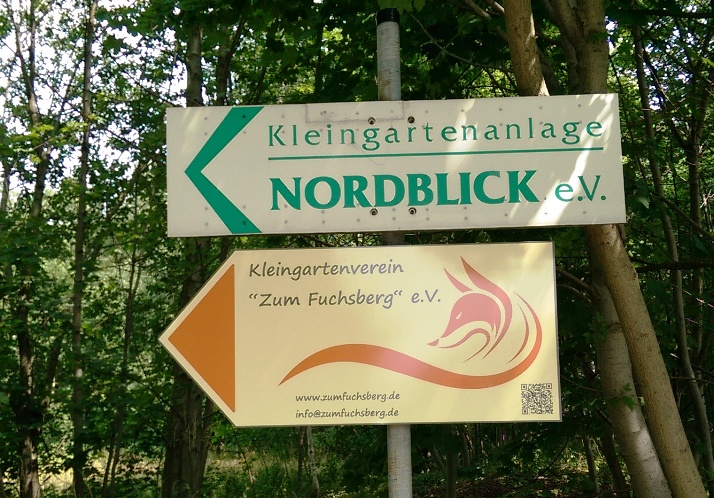 Kleingartenanlage
NORDBLICK e.V.
Kleingartenverein
“Zum Fuchsberg“ e.V.
www.zumfuchsberg.de
info@zumfuchsberg.de